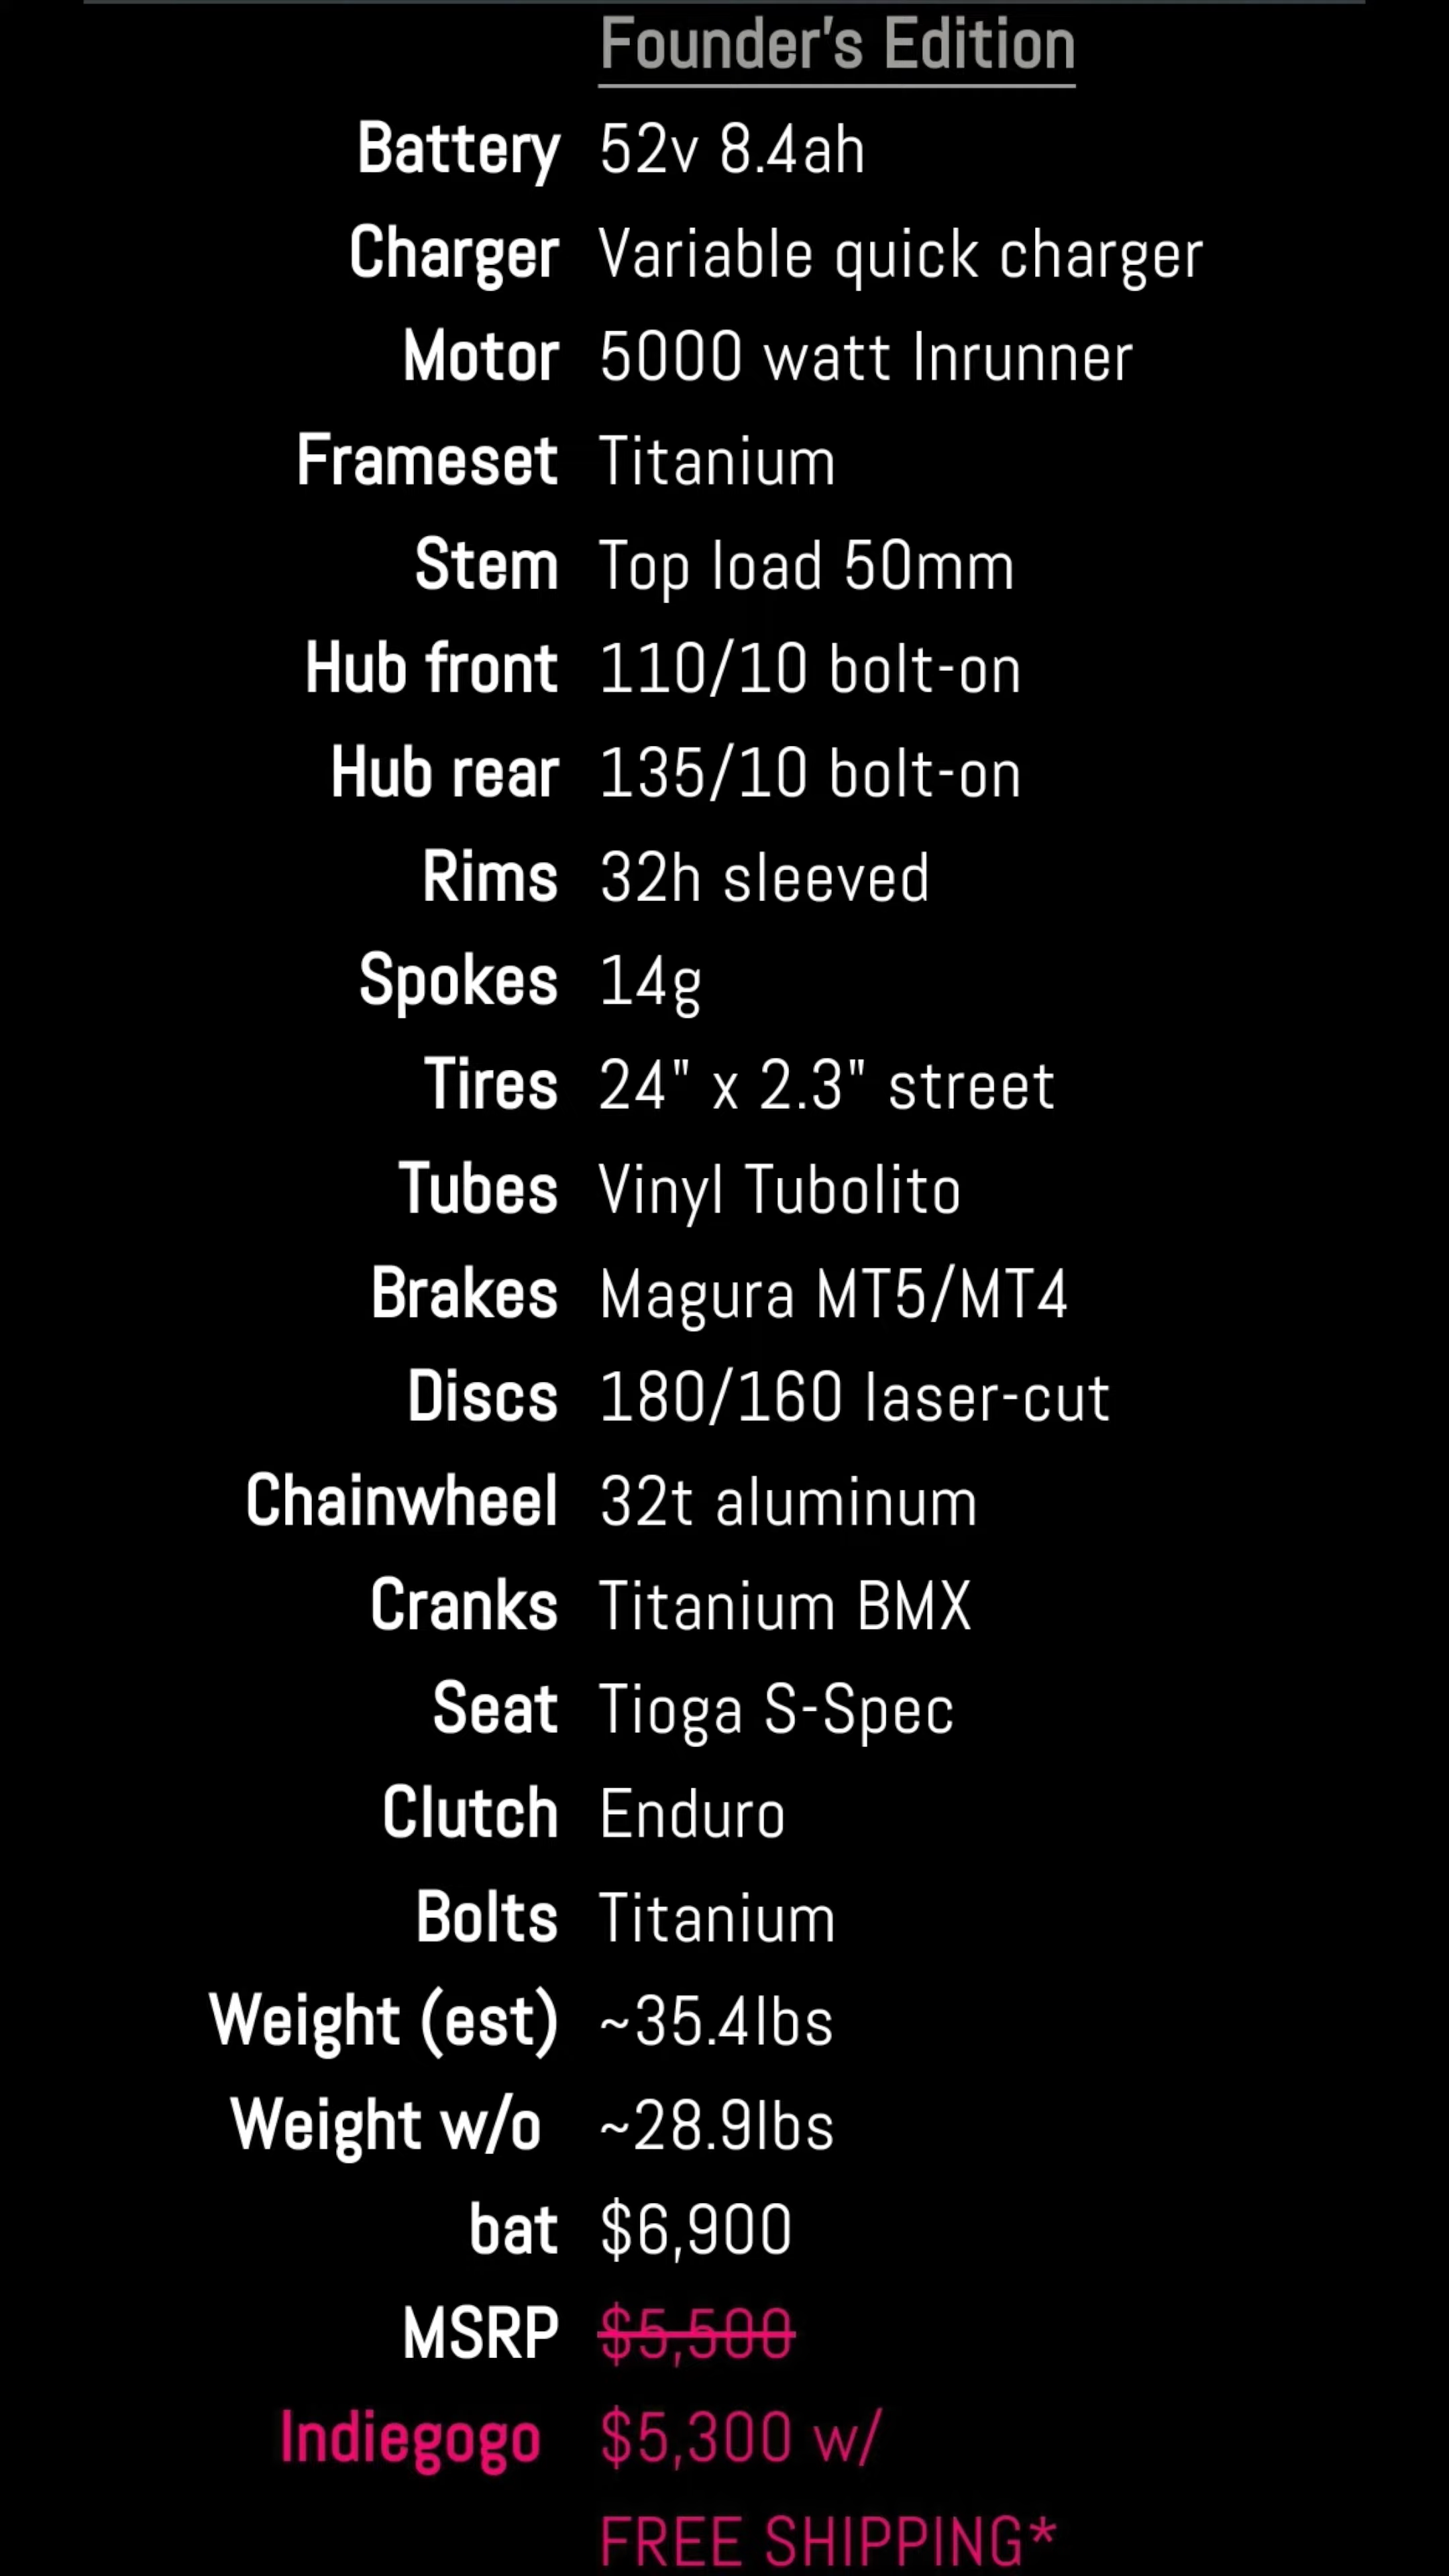 Founder's Edition
Battery 52v 8.4ah
Charger Variable quick charger
Motor 5000 watt Inrunner
Frameset Titanium
Stem Top load 50mm
Hub front 110/10 bolt-on
Hub rear 135/10 bolt-on
Rims 32h sleeved
Spokes 14g
Tires 24" x 2.3" street
Tubes Vinyl Tubolito
Brakes Magura MT5/MT4
Discs 180/160 laser-cut
Chainwheel 32t aluminum
Cranks Titanium BMX
Seat Tioga S-Spec
Clutch Enduro
Bolts Titanium
Weight (est) ~35.4lbs
Weight w/o ~28.9lbs
bat $6,900
MSRP $5,500
Indiegogo $5,300 w/
FREE SHIPPING*